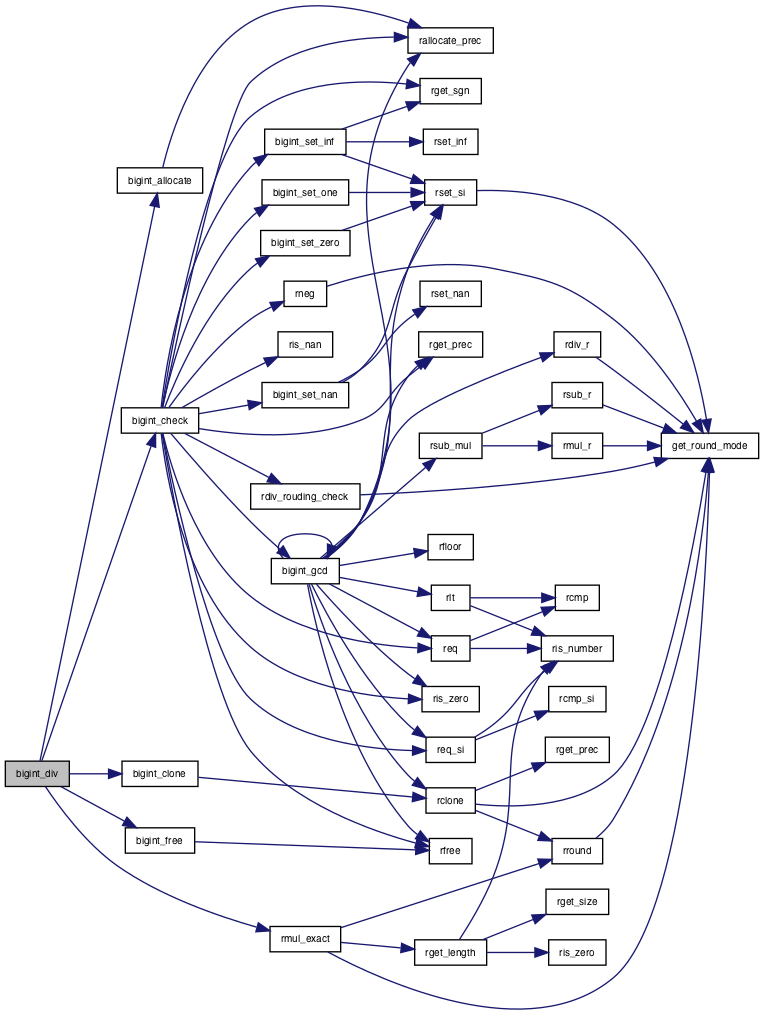 rallocate_prec
rget_sgn
bigint_set_inf
rset_inf
bigint_allocate
bigint_set_one
rset_si
bigint_set_zero
rneg
rset_nan
ris_nan
rget_prec
rdiv_r
bigint_set_nan
rsub_r
bigint_check
rsub_mul
rmul_r
get_round_mode
rdiv_rouding_check
rfloor
bigint_gcd
rlt
rcmp
req
ris_number
ris_zero
rcmp_si
req_si
rget_prec
bigint_div
bigint_clone
rclone
bigint_free
rfree
rround
rget_size
rmul_exact
rget_length
ris_zero